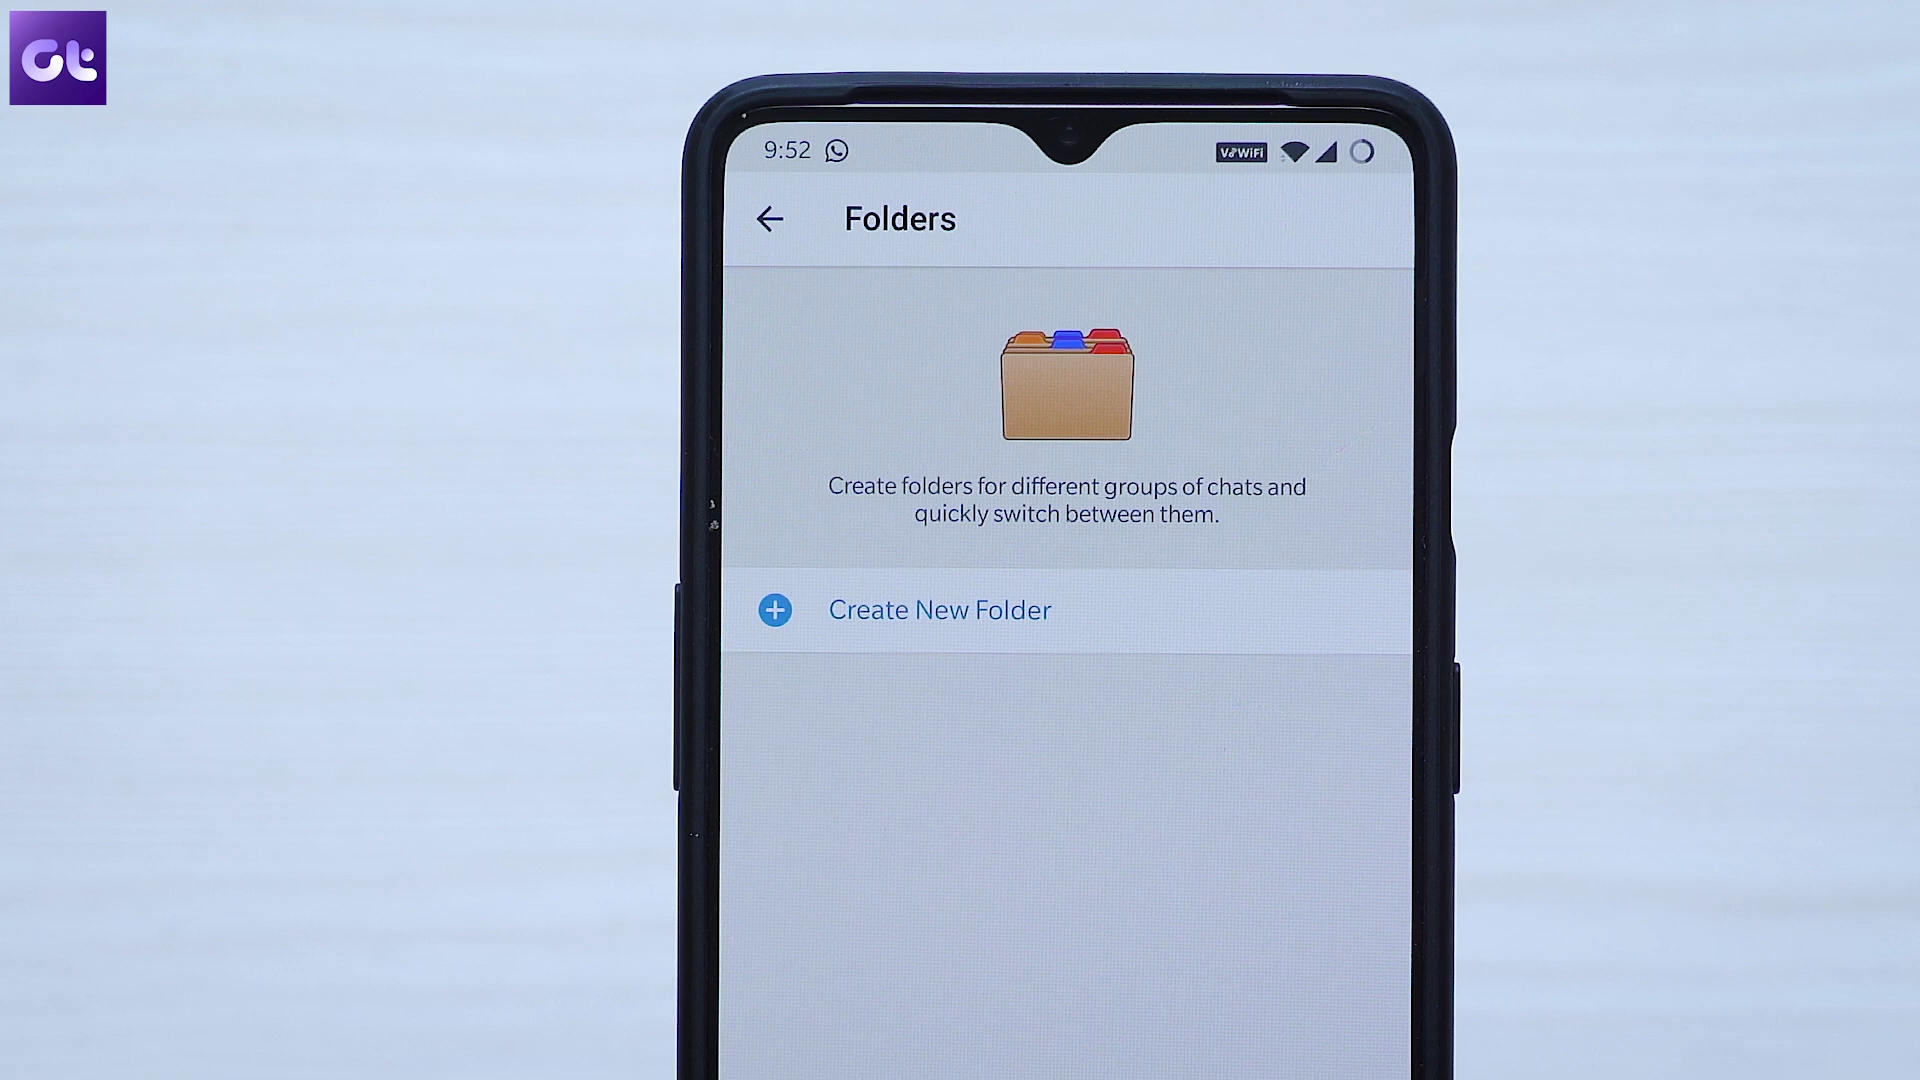 Gt
9:52
VoWiFi
Folders
Create folders for different groups of chats and
quickly switch between them.
Create New Folder